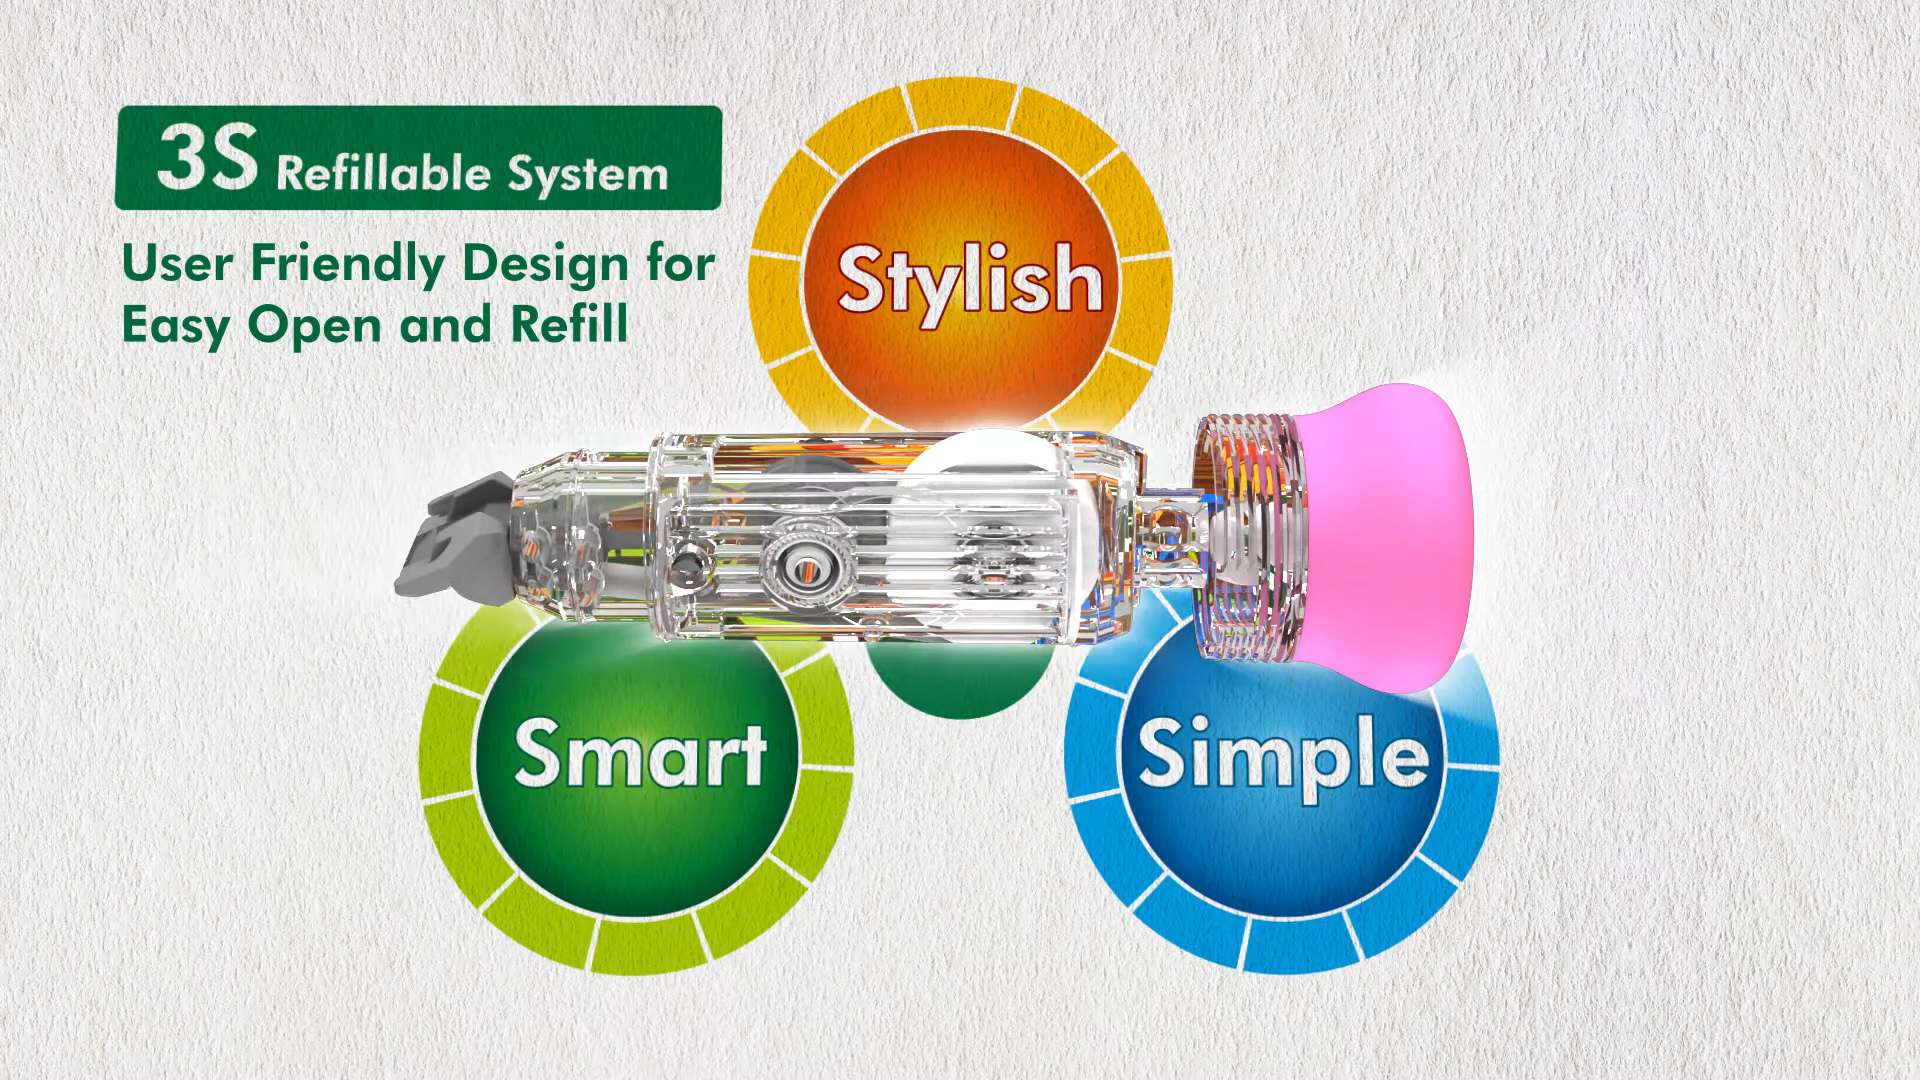 3S Refillable System
User Friendly Design for
Easy Open and Refill
Stylish
Smart
Simple